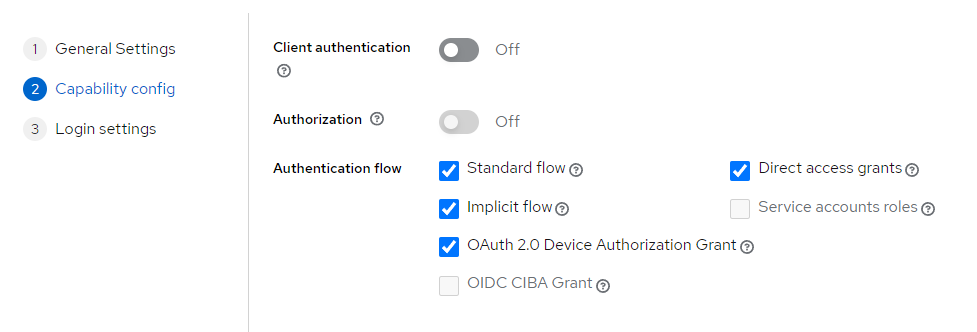 1 General Settings
2 Capability config
3 Login settings
Client authentication
Off
Authorization
Off
Authentication flow
Standard flow
Direct access grants
Implicit flow
Service accounts roles
OAuth 2.0 Device Authorization Grant
OIDC CIBA Grant